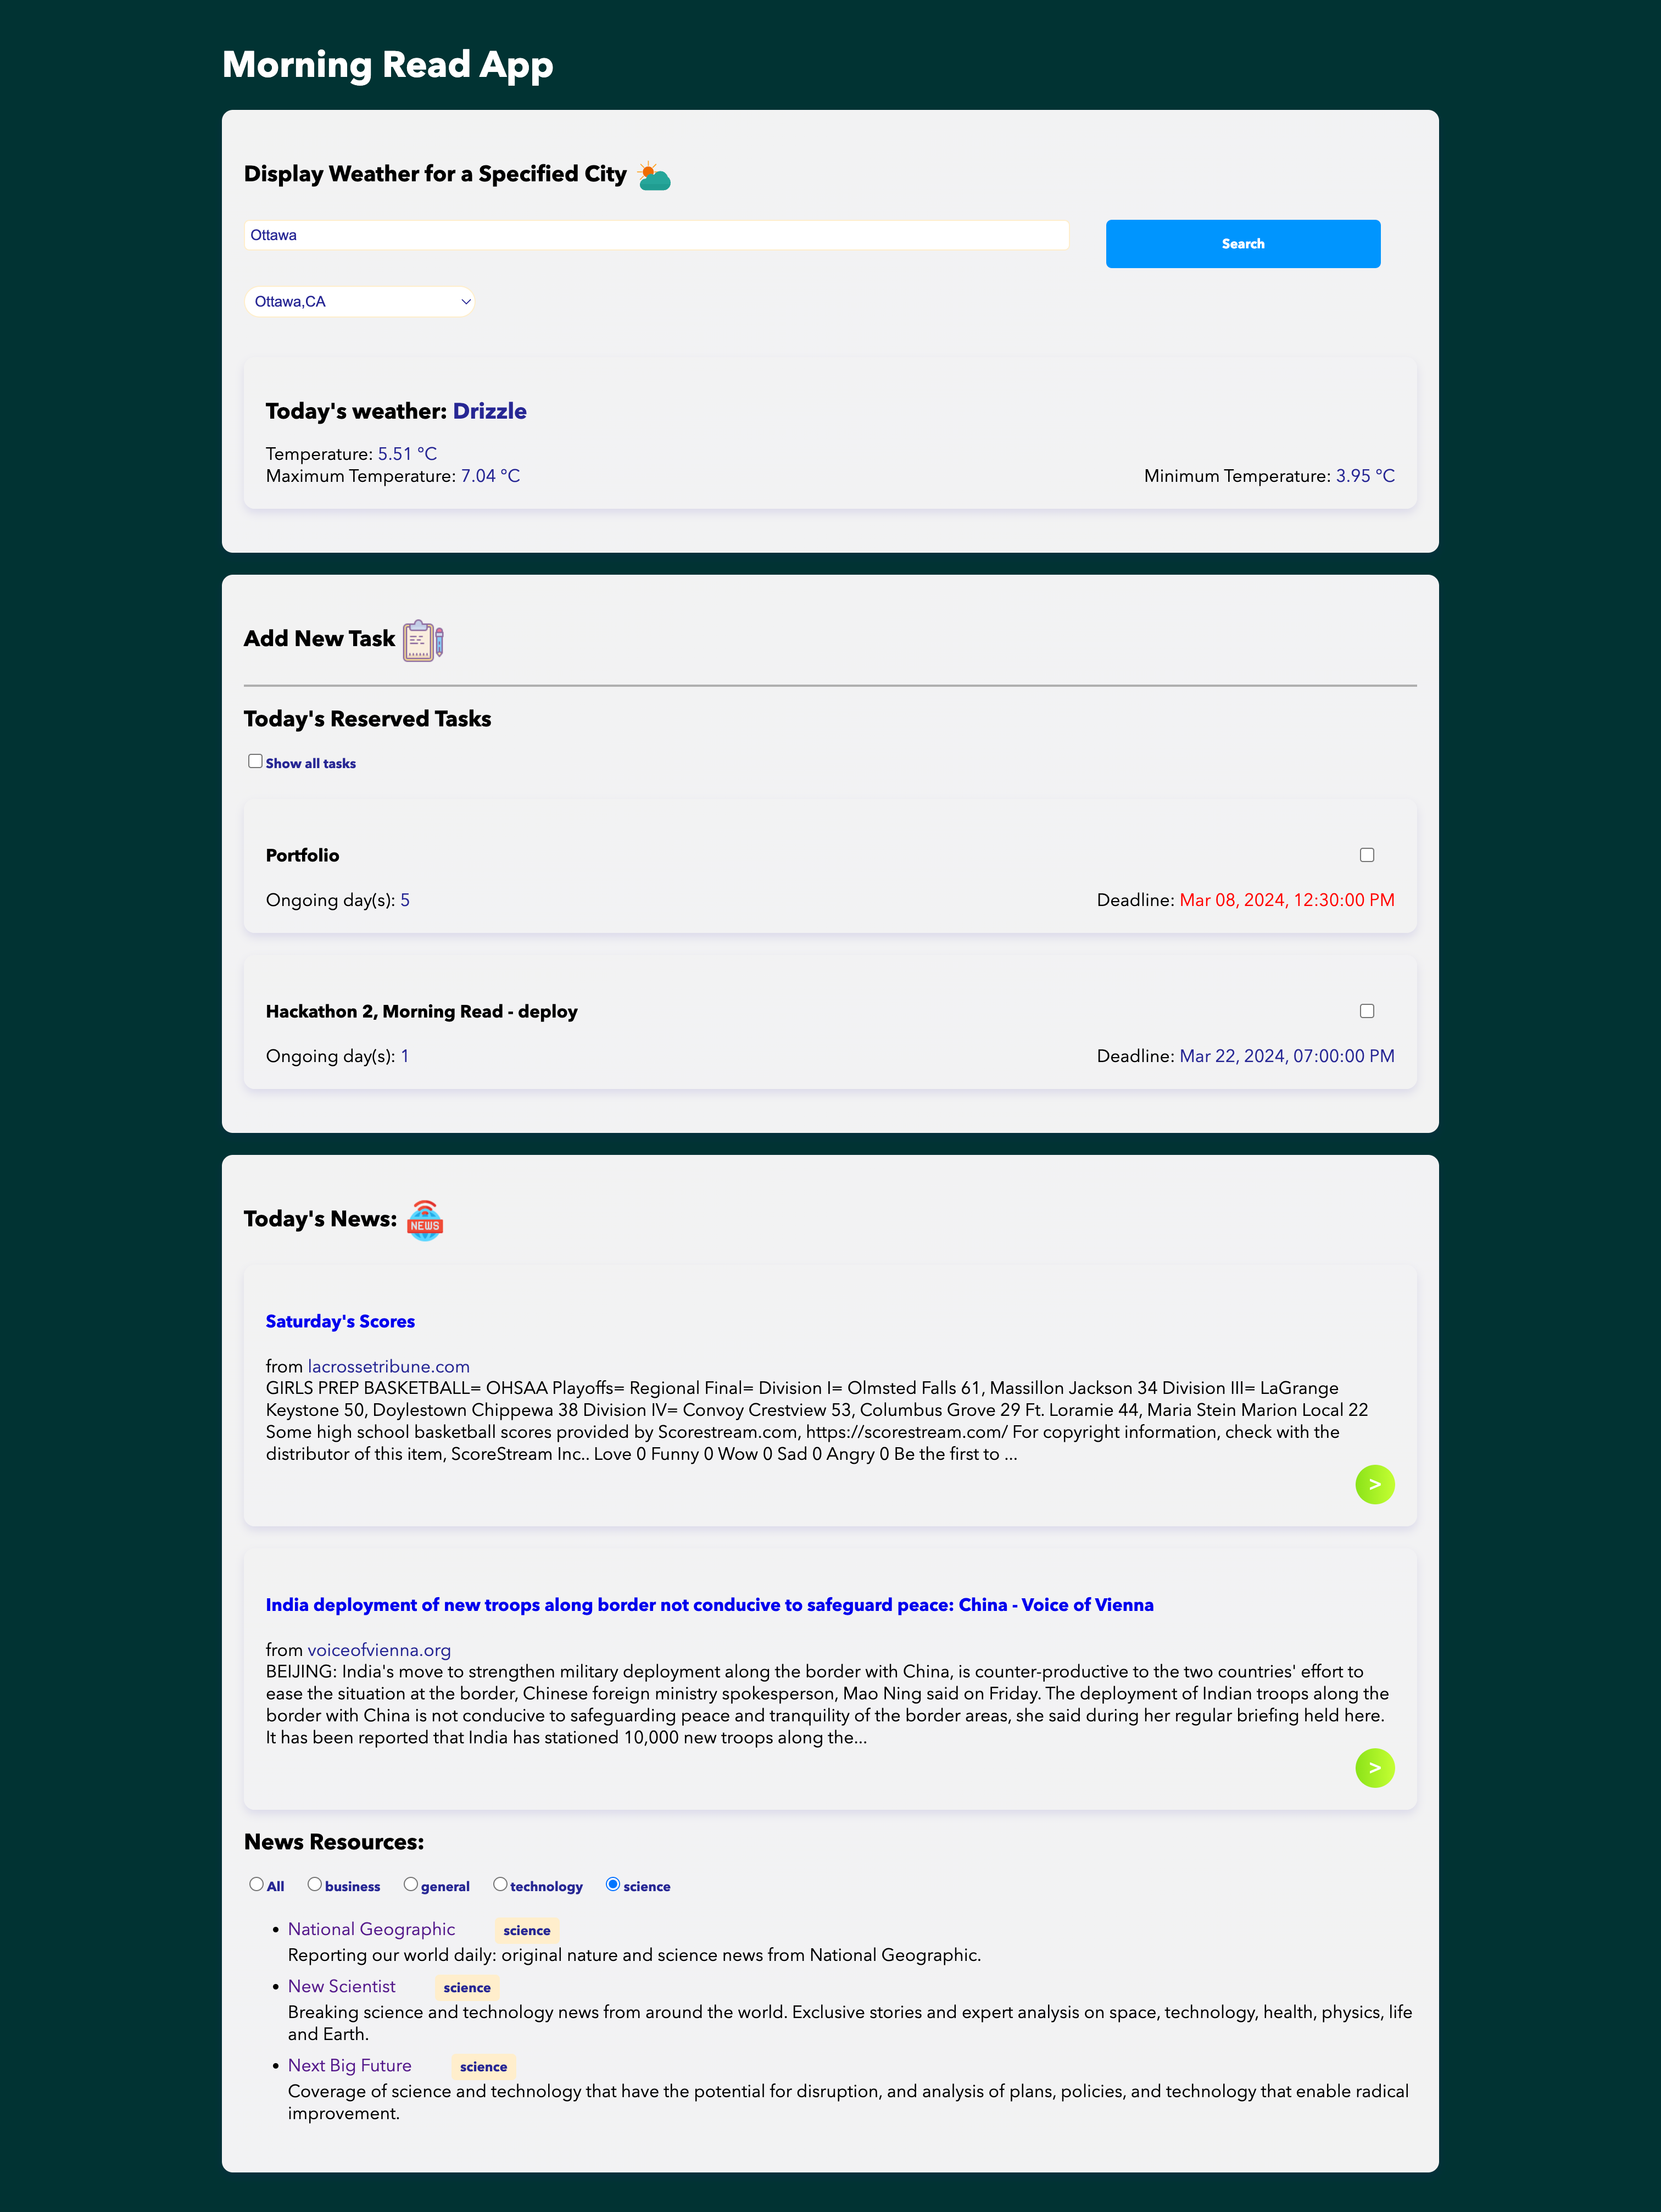 Morning Read App
Display Weather for a Specified City
Ottawa
Search
Ottawa,CA
Today's weather: Drizzle
Temperature: 5.51 °C
Maximum Temperature: 7.04 °C
Minimum Temperature: 3.95 °C
Add New Task
Today's Reserved Tasks
Show all tasks
Portfolio
Ongoing day(s): 5
Deadline: Mar 08, 2024, 12:30:00 PM
Hackathon 2, Morning Read - deploy
Ongoing day(s): 1
Deadline: Mar 22, 2024, 07:00:00 PM
Today's News:
NEWS
Saturday's Scores
from lacrossetribune.com
GIRLS PREP BASKETBALL= OHSAA Playoffs= Regional Final= Division I= Olmsted Falls 61, Massillon Jackson 34 Division III= LaGrange
Keystone 50, Doylestown Chippewa 38 Division IV= Convoy Crestview 53, Columbus Grove 29 Ft. Loramie 44, Maria Stein Marion Local 22
Some high school basketball scores provided by Scorestream.com, https://scorestream.com/ For copyright information, check with the
distributor of this item, ScoreStream Inc.. Love 0 Funny 0 Wow 0 Sad 0 Angry 0 Be the first to ...
>
India deployment of new troops along border not conducive to safeguard peace: China - Voice of Vienna
from voiceofvienna.org
BEIJING: India's move to strengthen military deployment along the border with China, is counter-productive to the two countries' effort to
ease the situation at the border, Chinese foreign ministry spokesperson, Mao Ning said on Friday. The deployment of Indian troops along the
border with China is not conducive to safeguarding peace and tranquility of the border areas, she said during her regular briefing held here.
It has been reported that India has stationed 10,000 new troops along the...
>
News Resources:
All business general technology science
National Geographic science
Reporting our world daily: original nature and science news from National Geographic.
New Scientist science
Breaking science and technology news from around the world. Exclusive stories and expert analysis on space, technology, health, physics, life
and Earth.
Next Big Future science
Coverage of science and technology that have the potential for disruption, and analysis of plans, policies, and technology that enable radical
improvement.